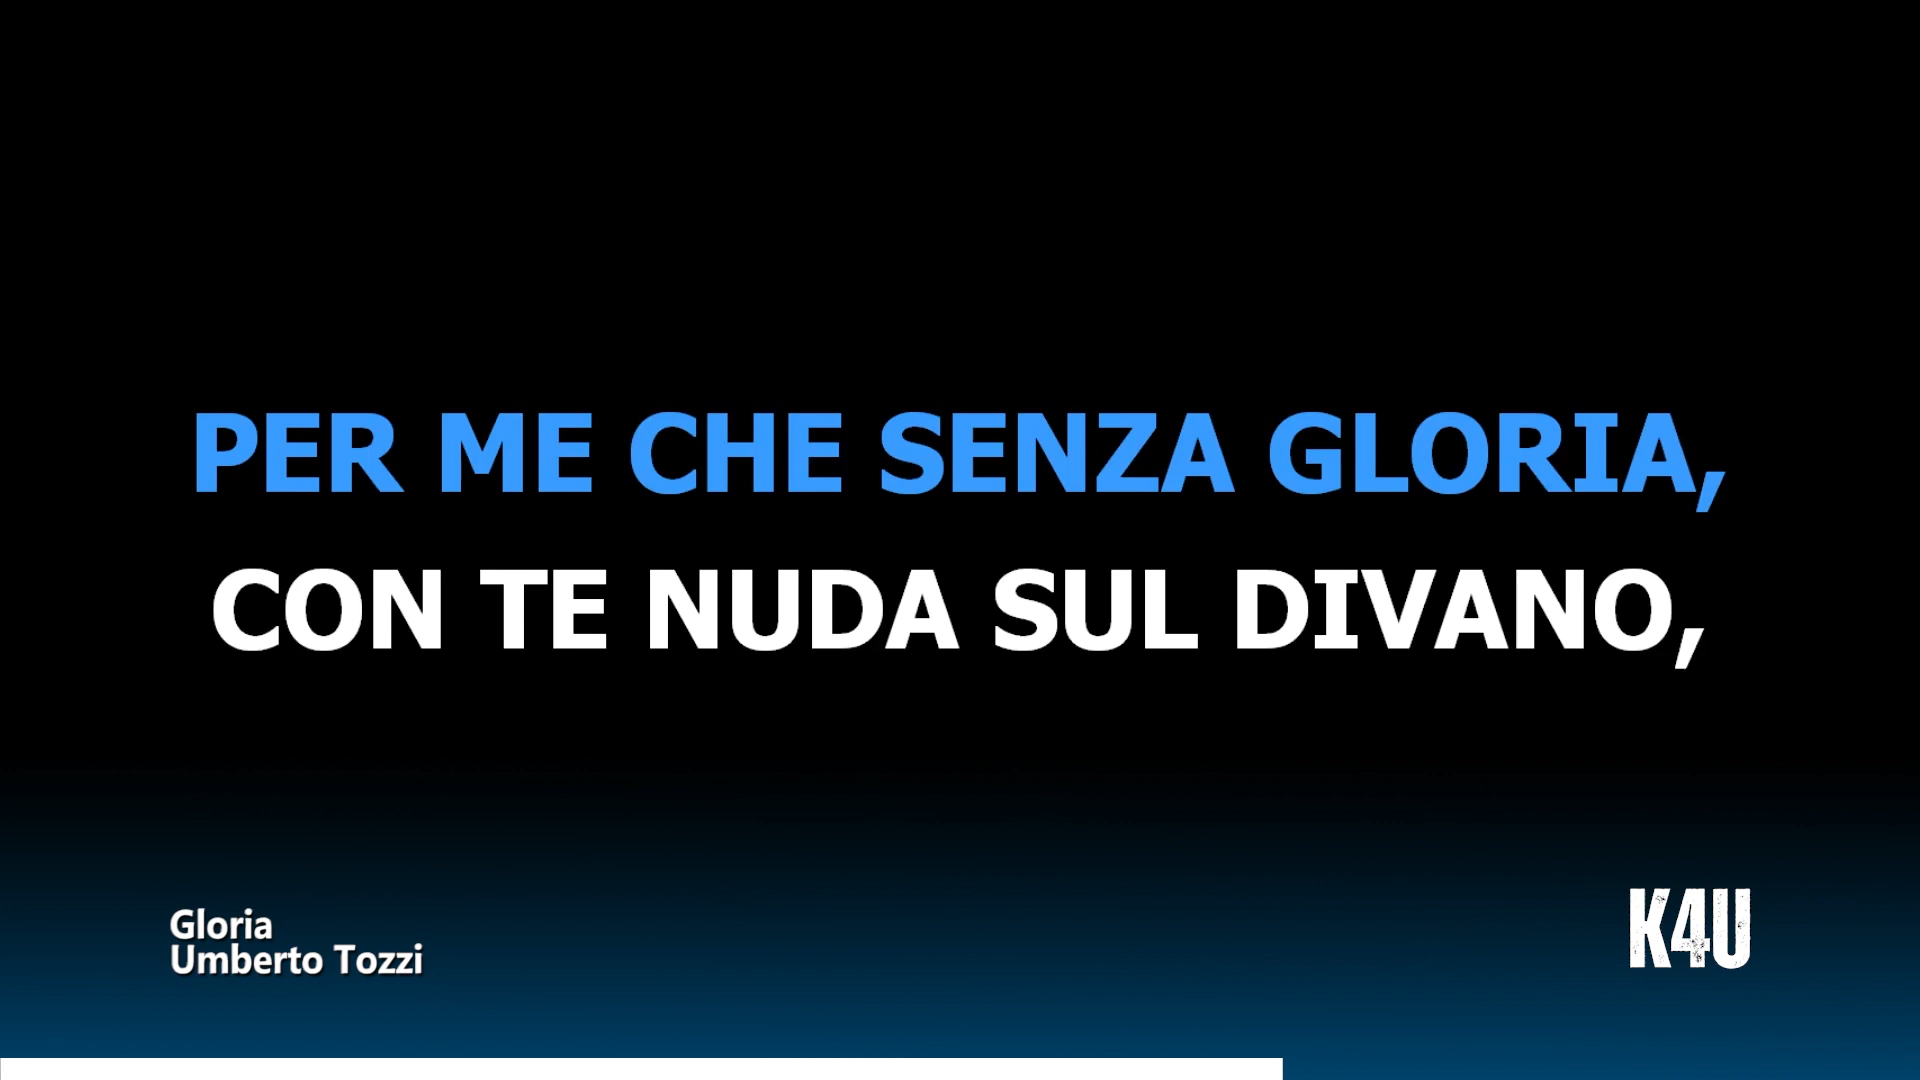 PER ME CHE SENZA GLORIA,
CON TE NUDA SUL DIVANO,
Gloria
Umberto Tozzi
K4U